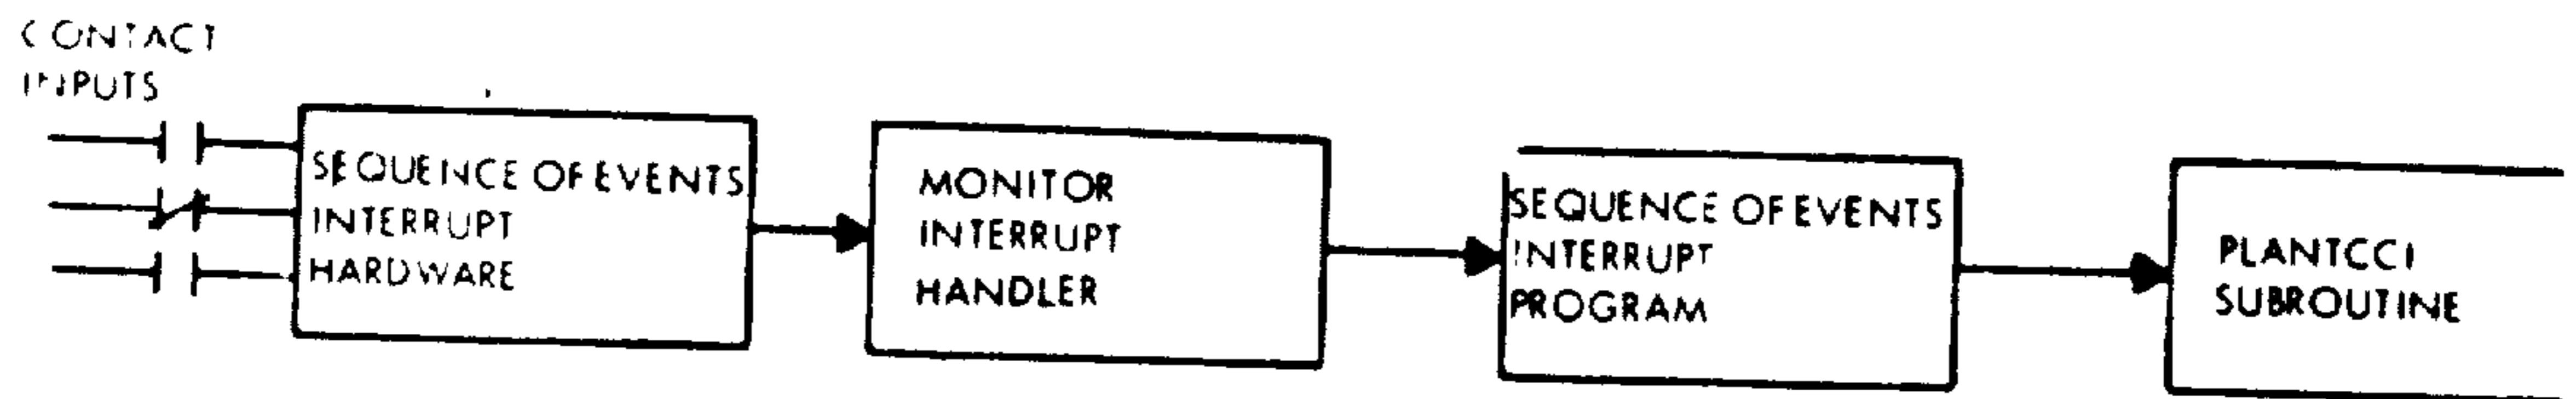 CONTACT
INPUTS
SEQUENCE OF EVENTS
INTERRUPT
HARDWARE
MONITOR
INTERRUPT
HANDLER
SEQUENCE OF EVENTS
INTERRUPT
PROGRAM
PLANTCCI
SUBROUTINE